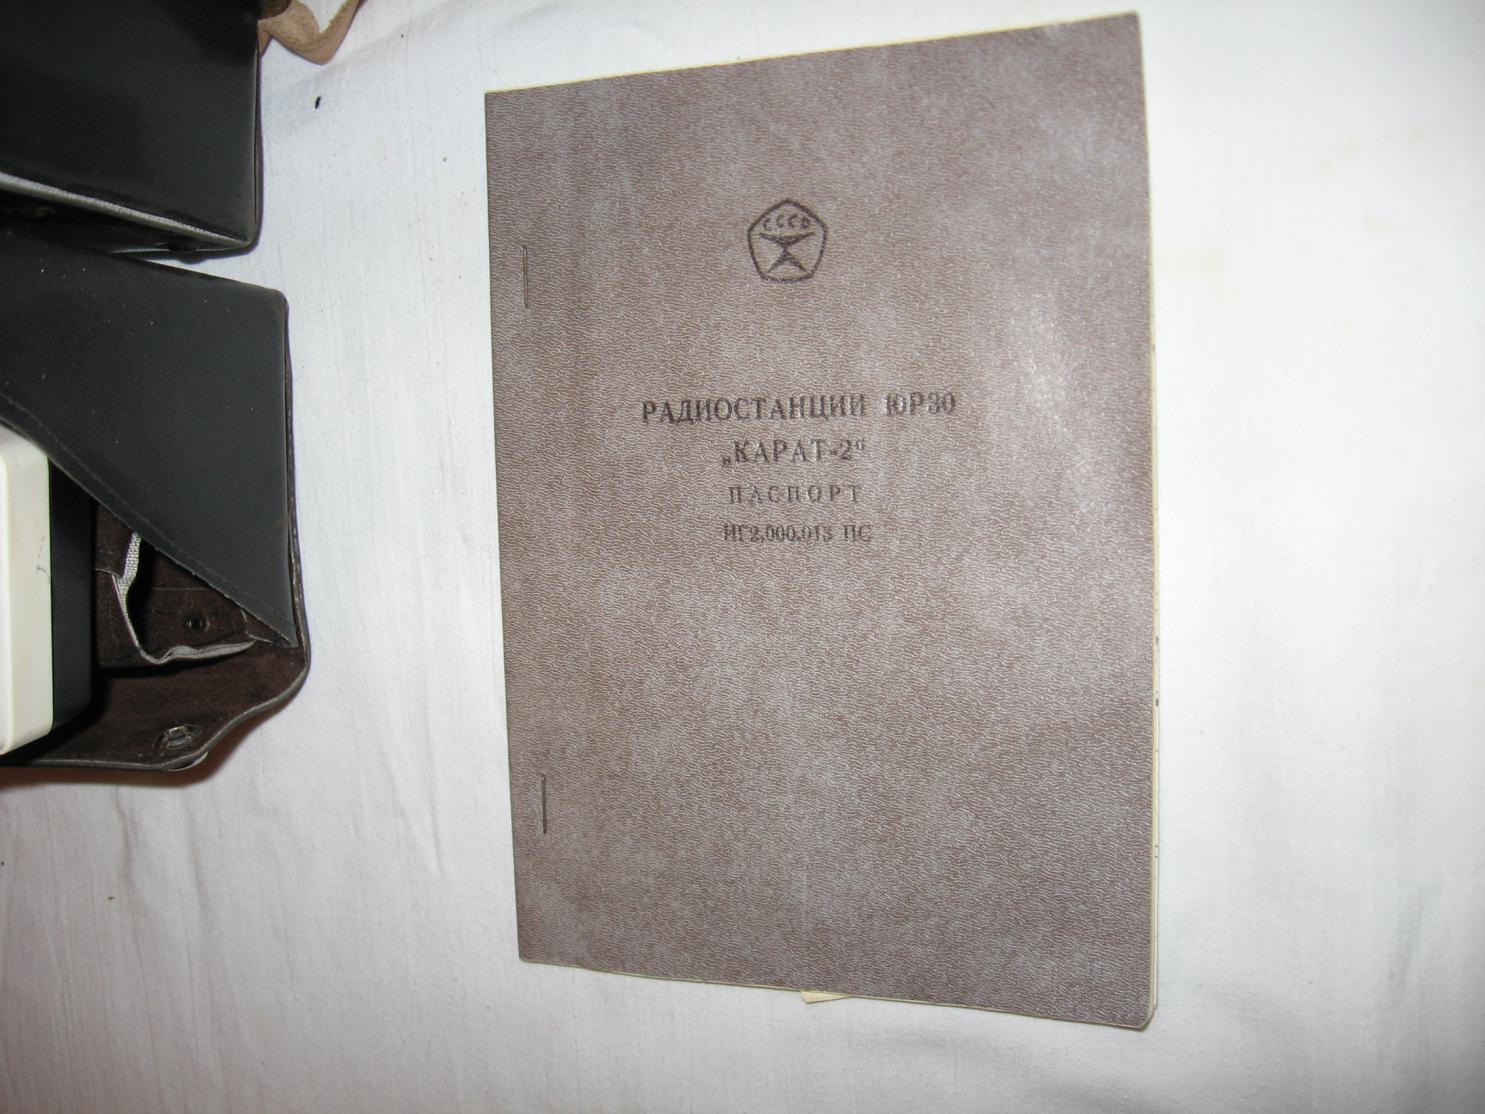 СССР
РАДИОСТАНЦИИ ЮР30
„КАРАТ-2“
ПАСПОРТ
ИГ2.000.013 ПС